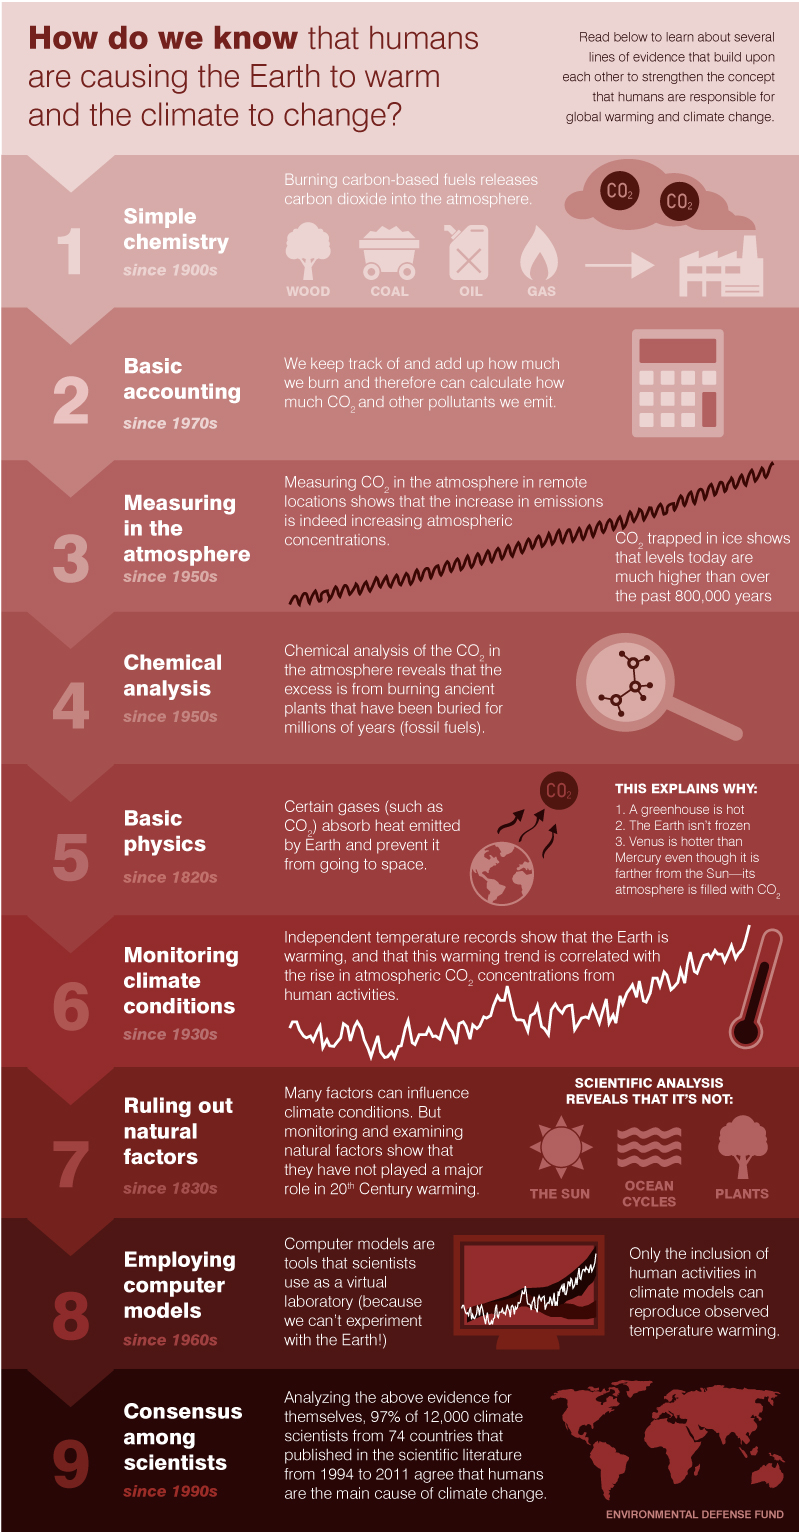 How do we know that humans
are causing the Earth to warm
and the climate to change?
Read below to learn about several
lines of evidence that build upon
each other to strengthen the concept
that humans are responsible for
global warming and climate change.
1
Simple
chemistry
since 1900s
Burning carbon-based fuels releases
carbon dioxide into the atmosphere.
WOOD
COAL
OIL
GAS
CO₂
CO₂
2
Basic
accounting
since 1970s
We keep track of and add up how much
we burn and therefore can calculate how
much CO₂ and other pollutants we emit.
3
Measuring
in the
atmosphere
since 1950s
Measuring CO₂ in the atmosphere in remote
locations shows that the increase in emissions
is indeed increasing atmospheric
concentrations.
CO₂ trapped in ice shows
that levels today are
much higher than over
the past 800,000 years
4
Chemical
analysis
since 1950s
Chemical analysis of the CO₂ in
the atmosphere reveals that the
excess is from burning ancient
plants that have been buried for
millions of years (fossil fuels).
5
Basic
physics
since 1820s
Certain gases (such as
CO₂) absorb heat emitted
by Earth and prevent it
from going to space.
CO₂
THIS EXPLAINS WHY:
1. A greenhouse is hot
2. The Earth isn't frozen
3. Venus is hotter than
Mercury even though it is
farther from the Sun—its
atmosphere is filled with CO₂
6
Monitoring
climate
conditions
since 1930s
Independent temperature records show that the Earth is
warming, and that this warming trend is correlated with
the rise in atmospheric CO₂ concentrations from
human activities.
7
Ruling out
natural
factors
since 1830s
Many factors can influence
climate conditions. But
monitoring and examining
natural factors show that
they have not played a major
role in 20th Century warming.
SCIENTIFIC ANALYSIS
REVEALS THAT IT'S NOT:
THE SUN
OCEAN
CYCLES
PLANTS
8
Employing
computer
models
since 1960s
Computer models are
tools that scientists
use as a virtual
laboratory (because
we can't experiment
with the Earth!)
Only the inclusion of
human activities in
climate models can
reproduce observed
temperature warming.
9
Consensus
among
scientists
since 1990s
Analyzing the above evidence for
themselves, 97% of 12,000 climate
scientists from 74 countries that
published in the scientific literature
from 1994 to 2011 agree that humans
are the main cause of climate change.
ENVIRONMENTAL DEFENSE FUND